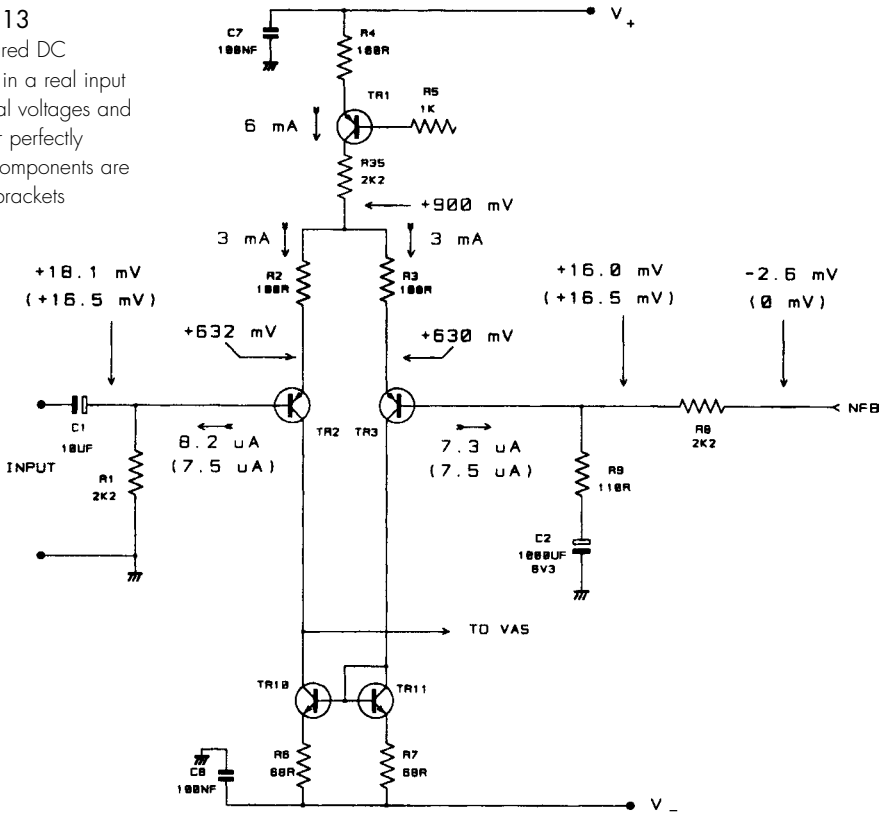 13
red DC
in a real input
al voltages and
r perfectly
omponents are
brackets
C7
100NF
R4
100R
V+
TR1
R5
1K
6 mA
R35
2K2
+900 mV
3 mA
3 mA
+18.1 mV
(+16.5 mV)
R2
100R
R3
100R
+16.0 mV
(+16.5 mV)
-2.6 mV
(0 mV)
+632 mV
+630 mV
C1
10UF
TR2
TR3
NFB
8.2 uA
(7.5 uA)
7.3 uA
(7.5 uA)
R8
2K2
INPUT
R1
2K2
R9
110R
C2
1000UF
6V3
TO VAS
TR10
TR11
C8
100NF
R6
68R
R7
68R
V-